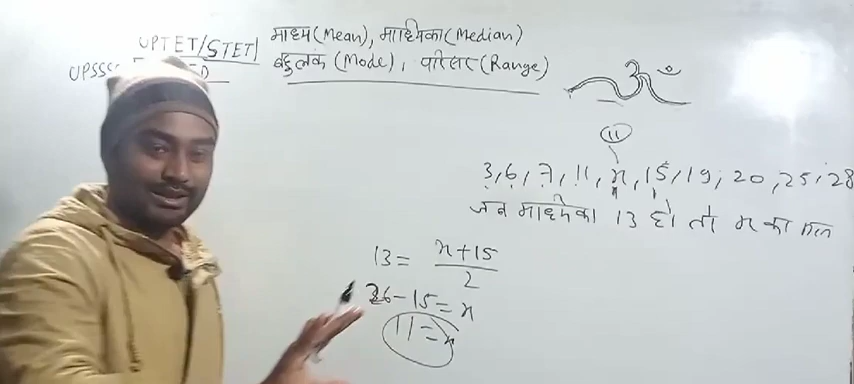 UPTET/STET/
UPSSS
माध्य (Mean), माध्यिका (Median)
बहुलक (Mode), परिसर (Range)
ॐ
11
3, 6, 7, 11, x, 15, 19, 20, 25, 28
जब माध्यिका 13 हो तो x का मान
13 = x+15
2
26-15=x
11=x